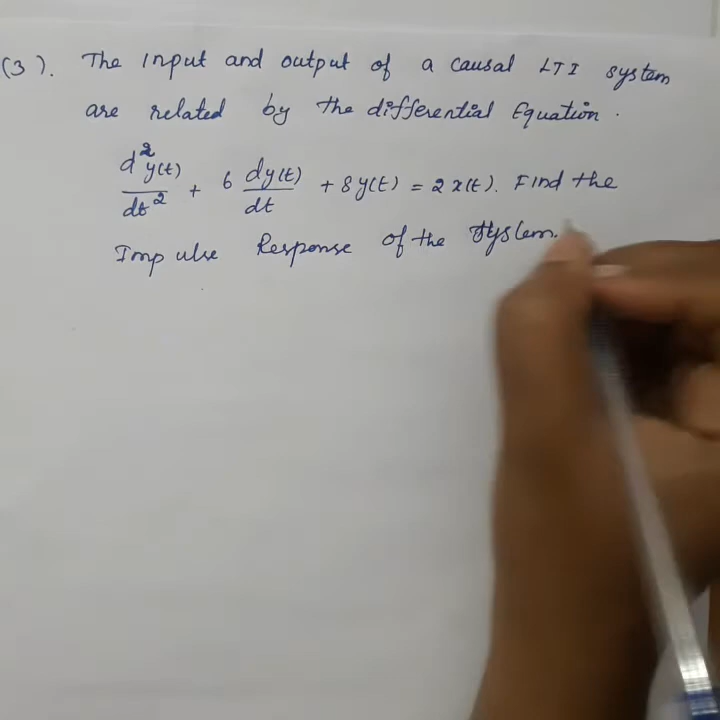 (3). The input and output of a causal LTI system
are related by the differential Equation.
d²y(t)/dt² + 6 dy(t)/dt + 8y(t) = 2x(t). Find the
Impulse Response of the System.